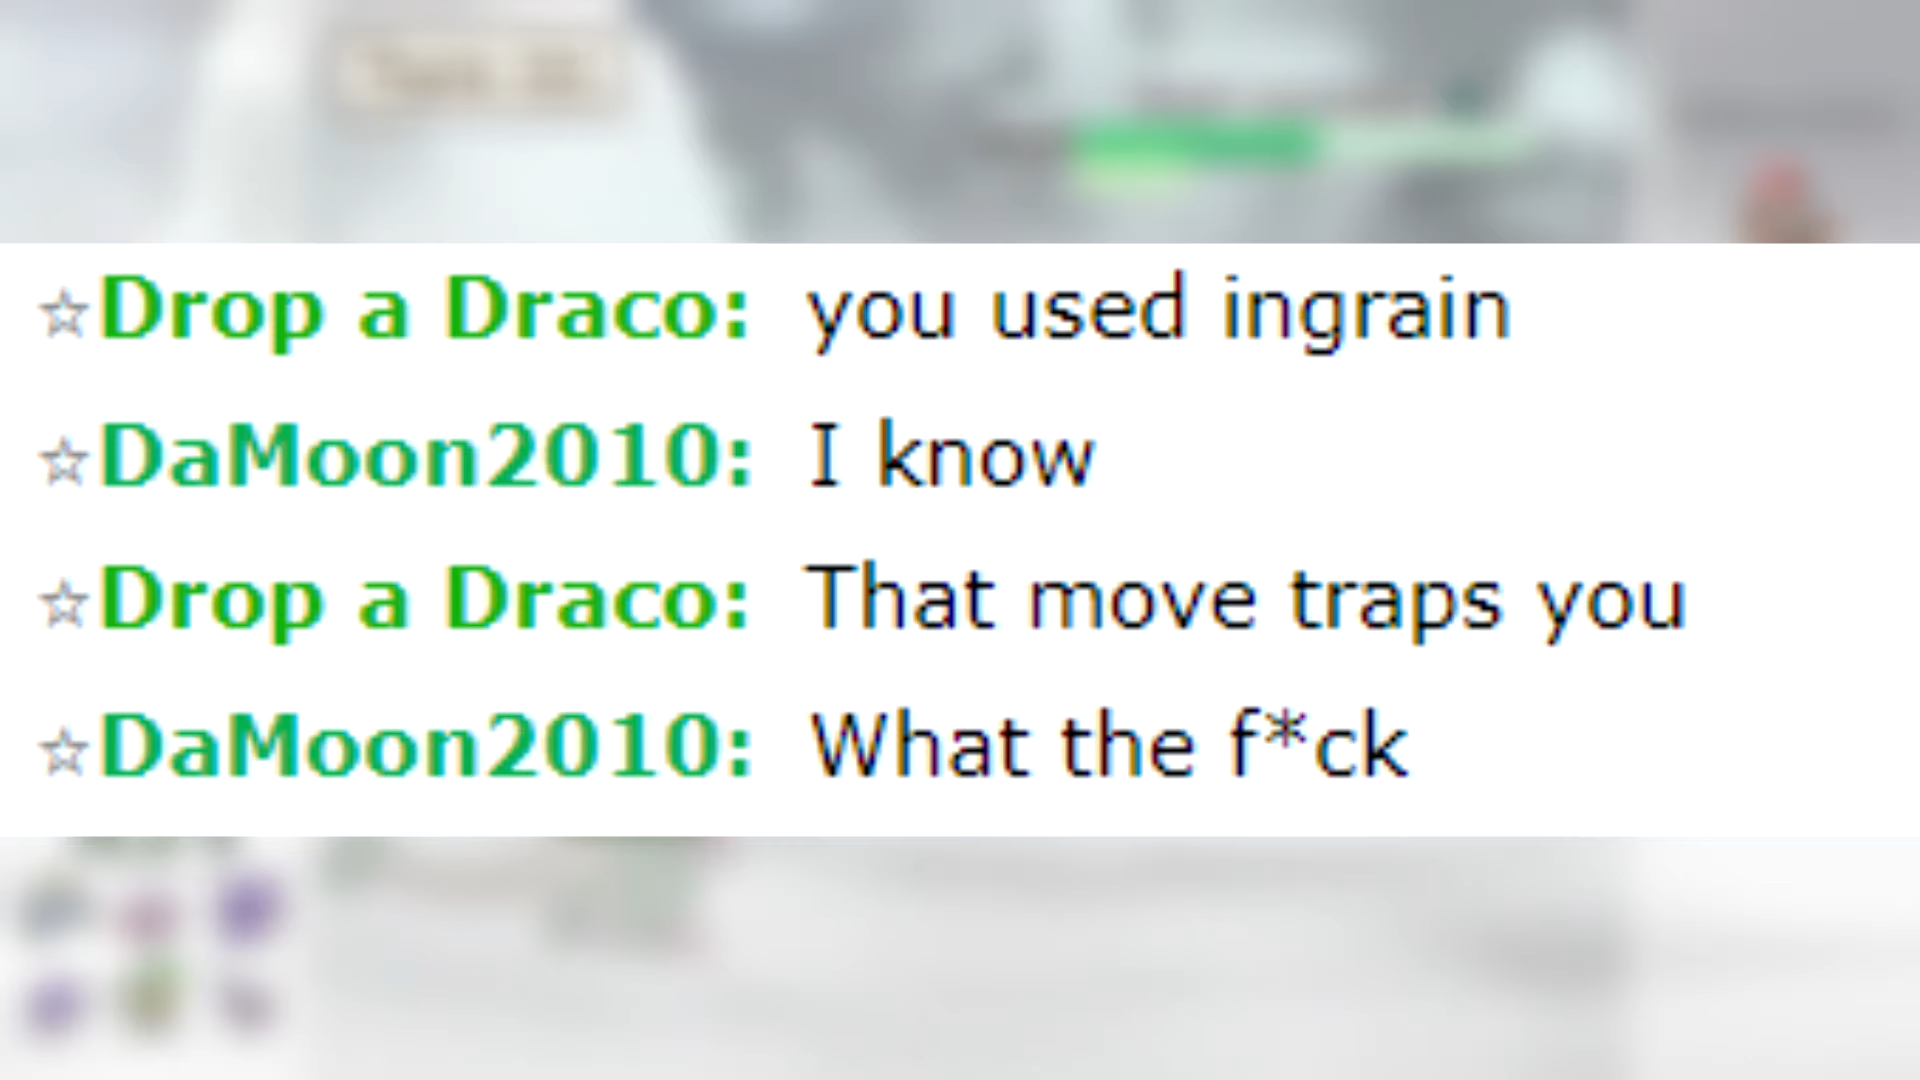 ☆Drop a Draco: you used ingrain
☆DaMoon2010: I know
☆Drop a Draco: That move traps you
☆DaMoon2010: What the f*ck